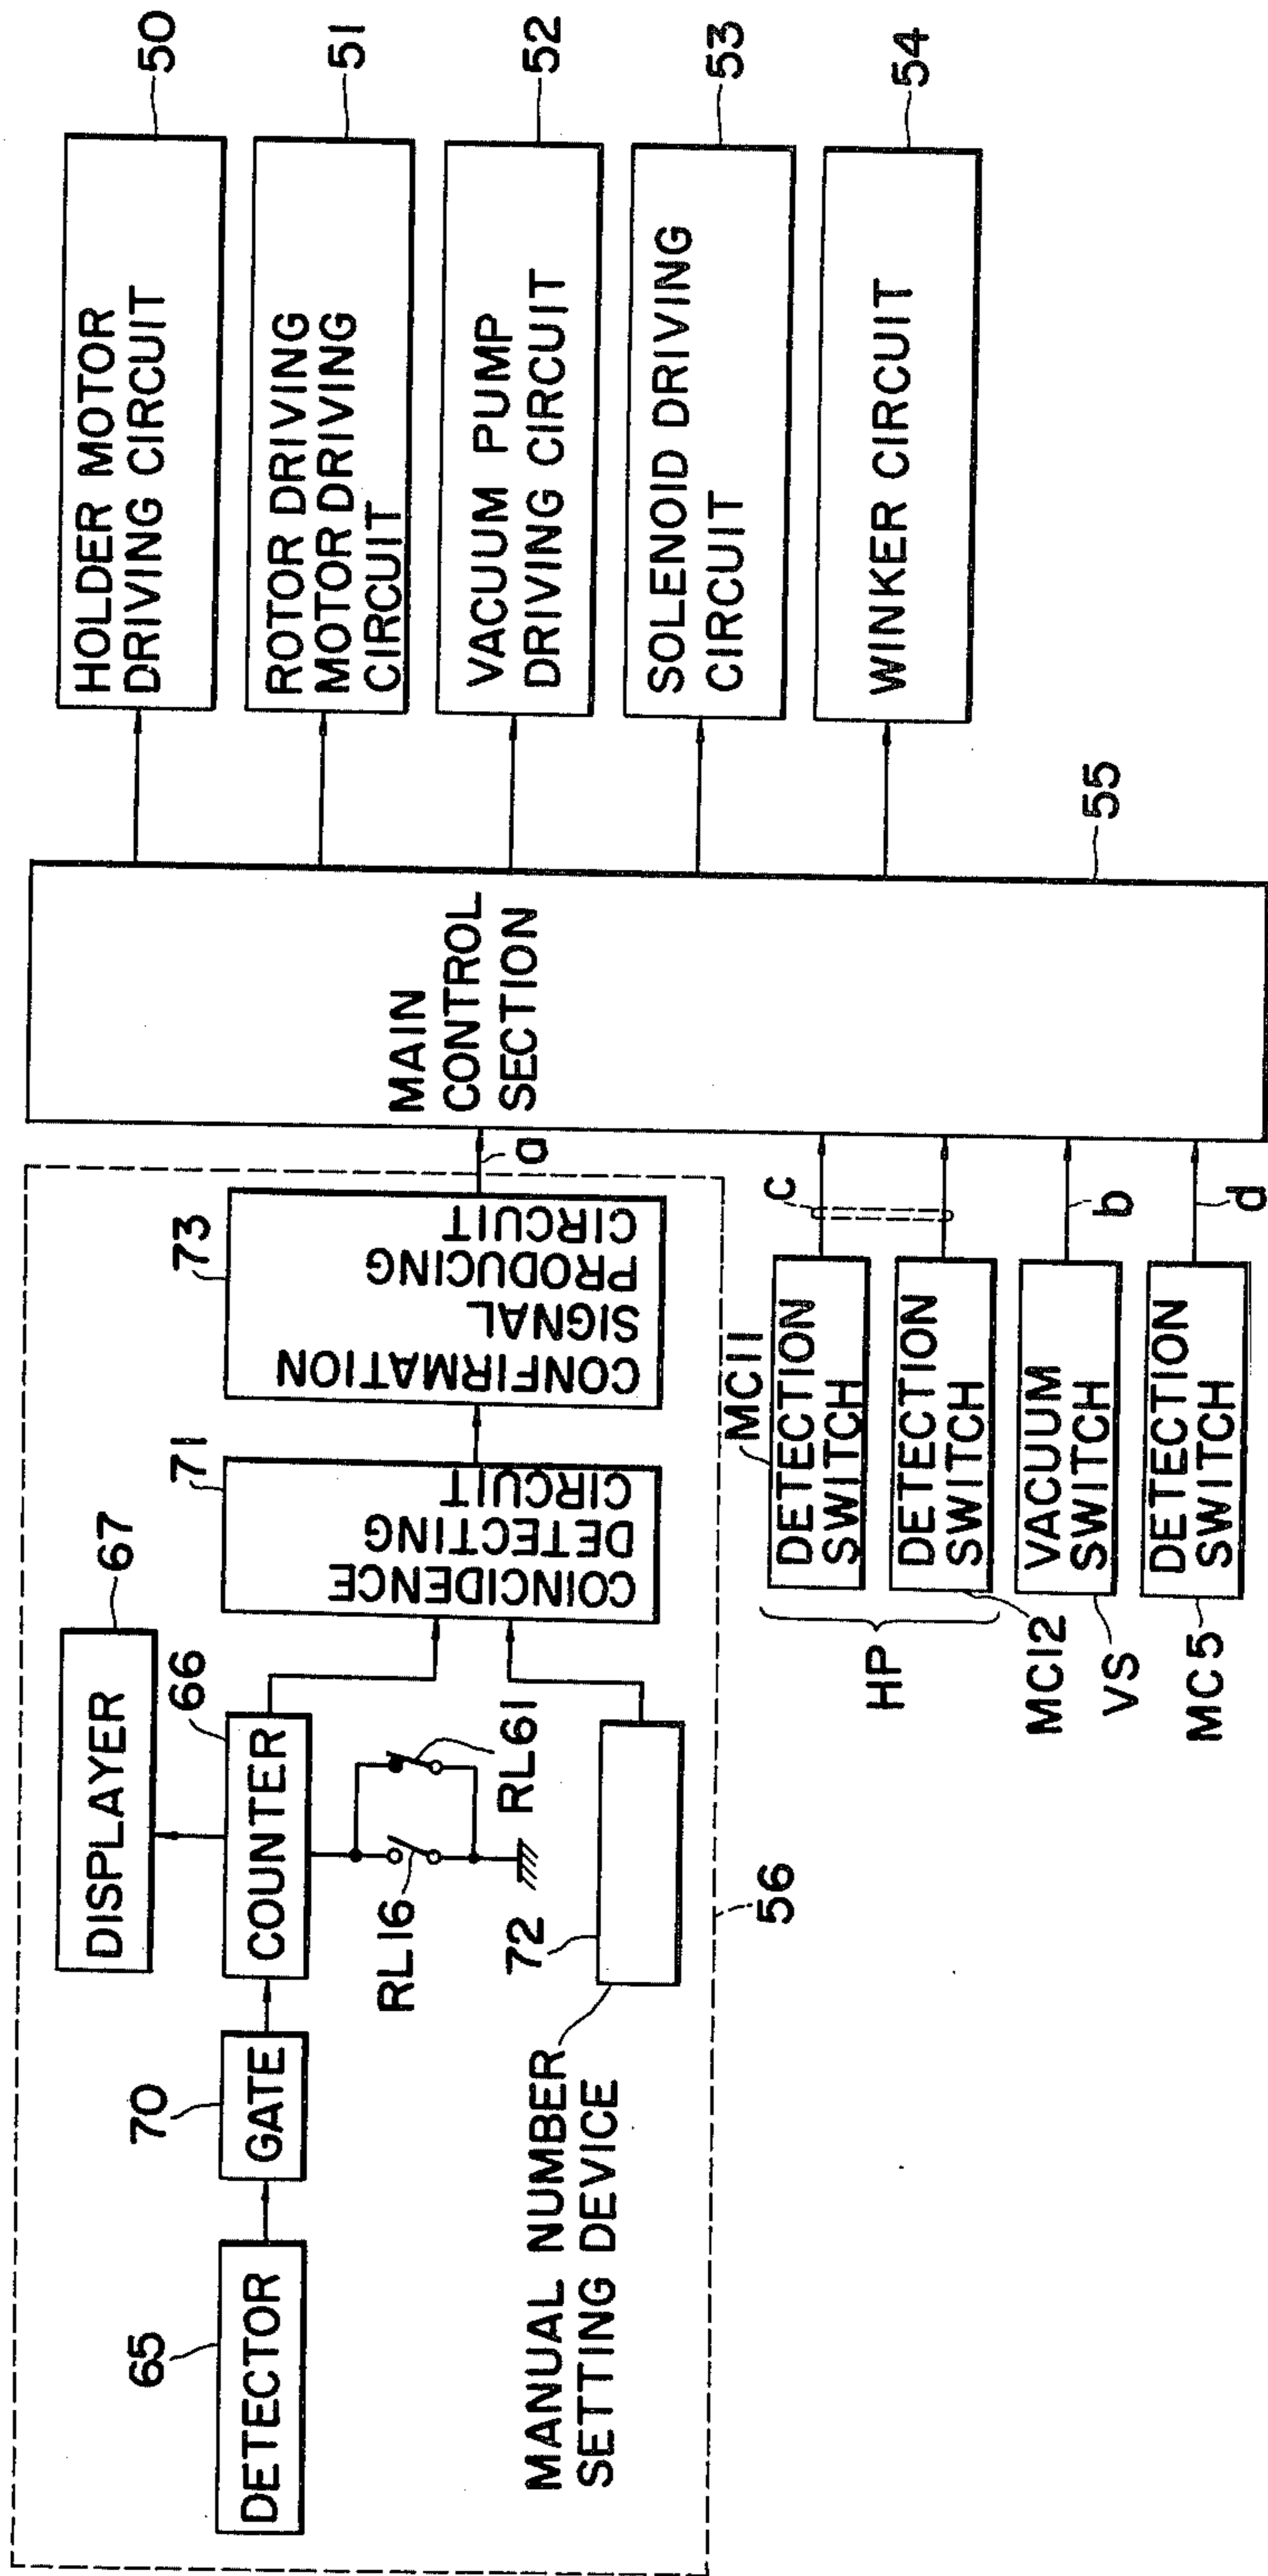 65
DETECTOR
70
GATE
66
COUNTER
67
DISPLAYER
RL16
RL61
72
MANUAL NUMBER
SETTING DEVICE
71
COINCIDENCE
DETECTING
CIRCUIT
73
CONFIRMATION
SIGNAL
PRODUCING
CIRCUIT
a
56
HP
MC11
DETECTION
SWITCH
c
MC12
DETECTION
SWITCH
VS
VACUUM
SWITCH
b
MC5
DETECTION
SWITCH
d
MAIN
CONTROL
SECTION
55
HOLDER MOTOR
DRIVING CIRCUIT
50
ROTOR DRIVING
MOTOR DRIVING
CIRCUIT
51
VACUUM PUMP
DRIVING CIRCUIT
52
SOLENOID DRIVING
CIRCUIT
53
WINKER CIRCUIT
54